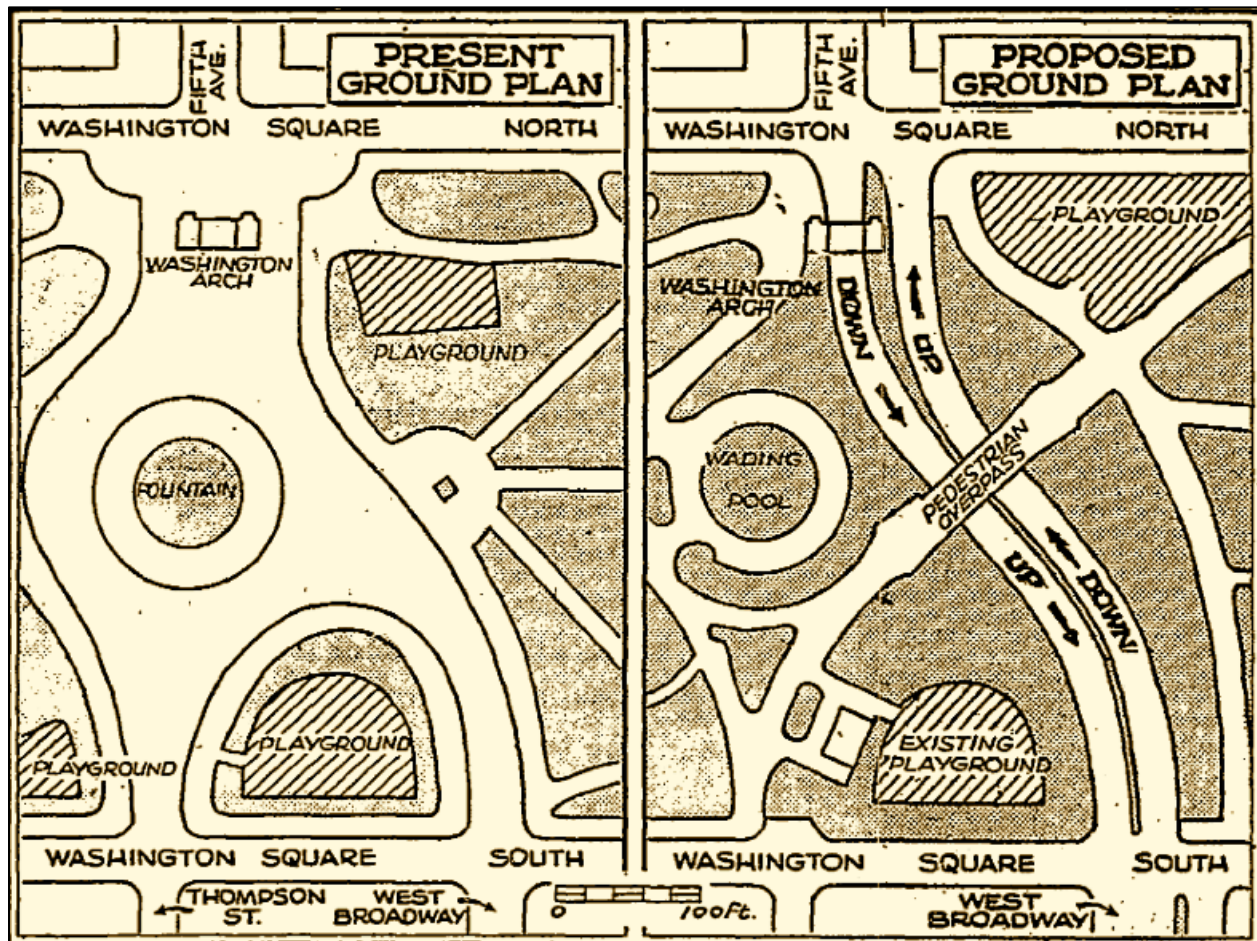 PRESENT
GROUND PLAN
FIFTH
AVE.
WASHINGTON SQUARE NORTH
WASHINGTON
ARCH
PLAYGROUND
FOUNTAIN
PLAYGROUND
PLAYGROUND
WASHINGTON SQUARE SOUTH
THOMPSON
ST.
WEST
BROADWAY
0 100Ft.
PROPOSED
GROUND PLAN
FIFTH
AVE.
WASHINGTON SQUARE NORTH
PLAYGROUND
WASHINGTON
ARCH
DOWN
UP
WADING
POOL
PEDESTRIAN
OVERPASS
UP
DOWN
EXISTING
PLAYGROUND
WASHINGTON SQUARE SOUTH
WEST
BROADWAY